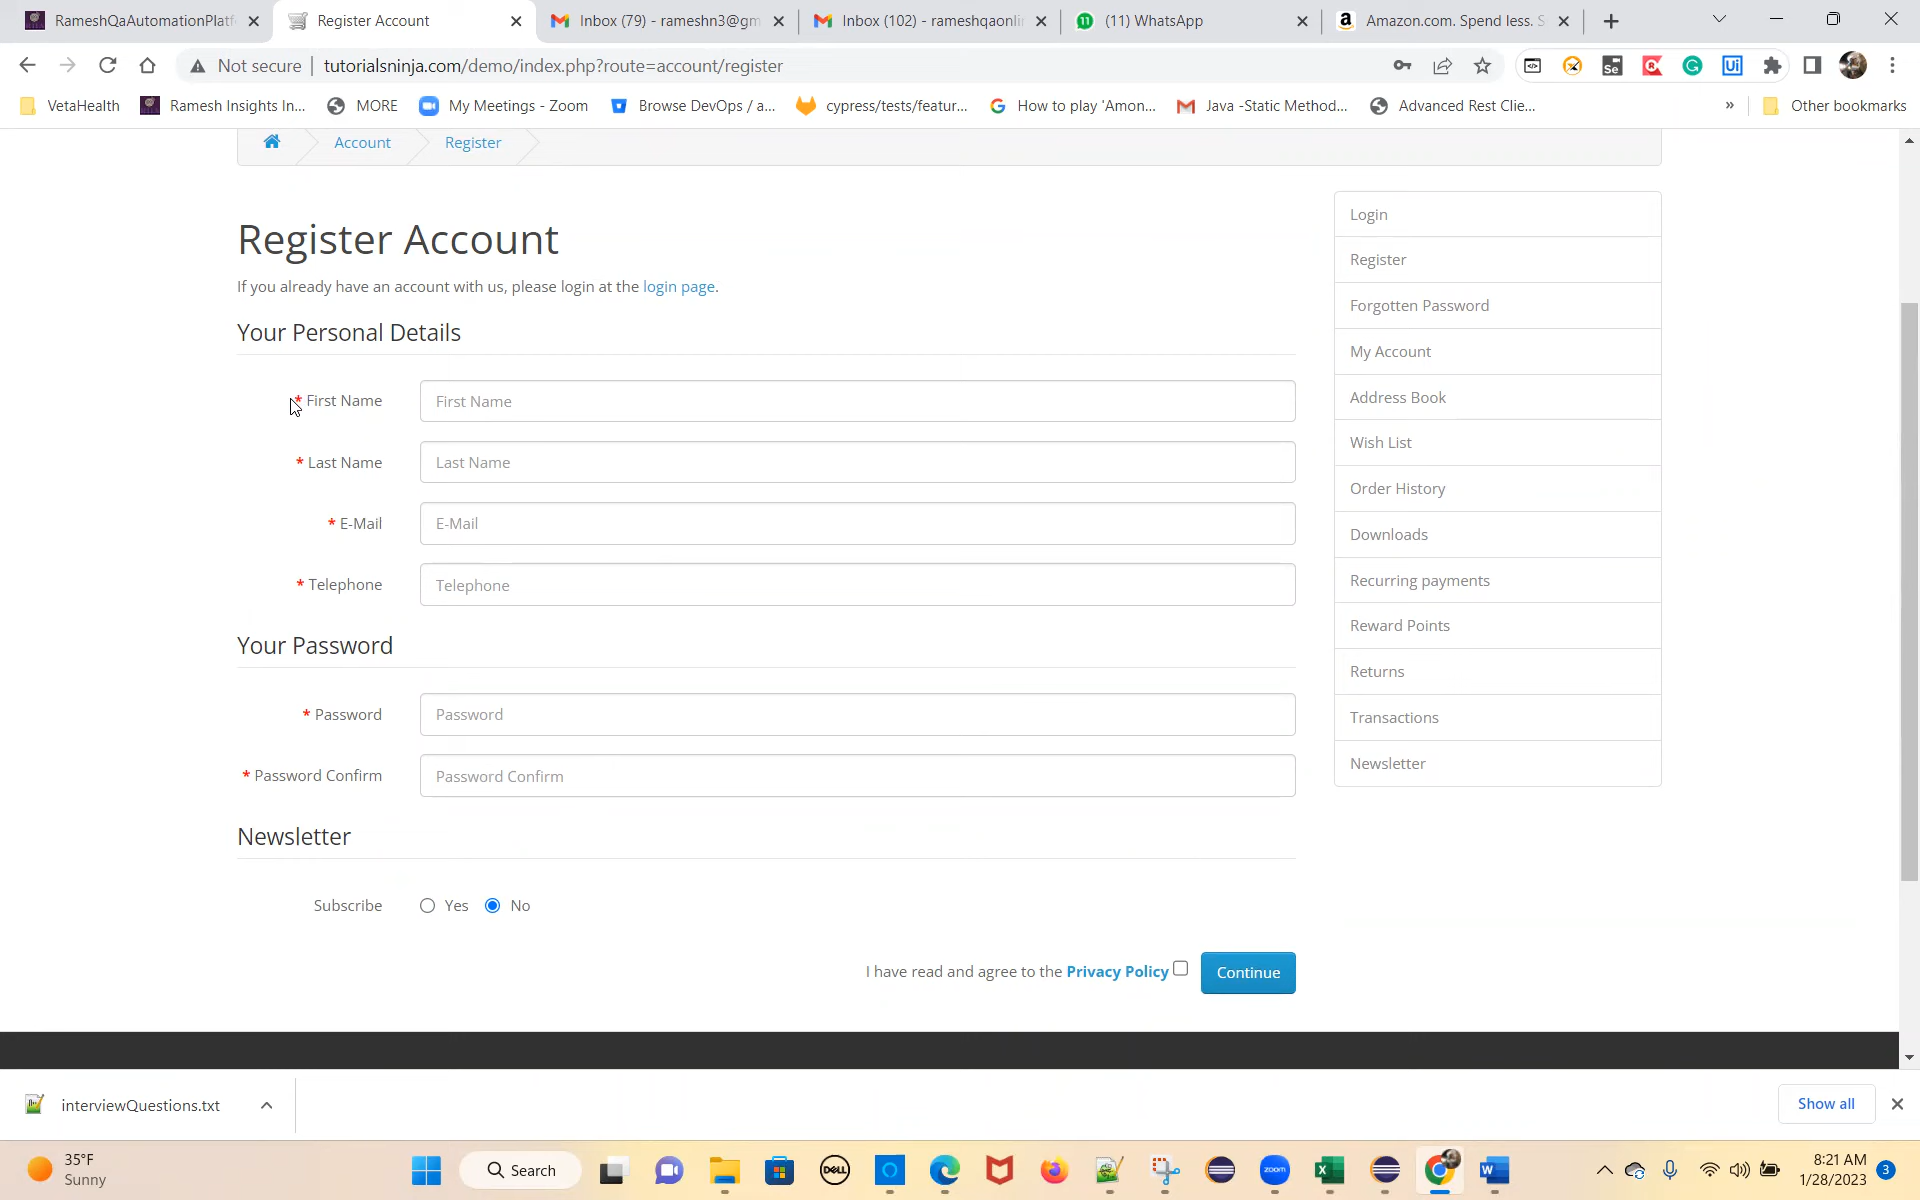 RameshQaAutomationPlatf
Register Account
Inbox (79) - rameshn3@gm
Inbox (102) - rameshqaonli
(11) WhatsApp
Amazon.com. Spend less. S
Not secure
tutorialsninja.com/demo/index.php?route=account/register
VetaHealth
Ramesh Insights In...
MORE
My Meetings - Zoom
Browse DevOps / a...
cypress/tests/featur...
How to play 'Amon...
Java -Static Method...
Advanced Rest Clie...
»
Other bookmarks
Account
Register
Register Account
If you already have an account with us, please login at the login page.
Your Personal Details
* First Name
First Name
* Last Name
Last Name
* E-Mail
E-Mail
* Telephone
Telephone
Your Password
* Password
Password
* Password Confirm
Password Confirm
Newsletter
Subscribe
Yes
No
I have read and agree to the Privacy Policy
Continue
Login
Register
Forgotten Password
My Account
Address Book
Wish List
Order History
Downloads
Recurring payments
Reward Points
Returns
Transactions
Newsletter
interviewQuestions.txt
Show all
35°F
Sunny
Search
DELL
zoom
8:21 AM
1/28/2023
3